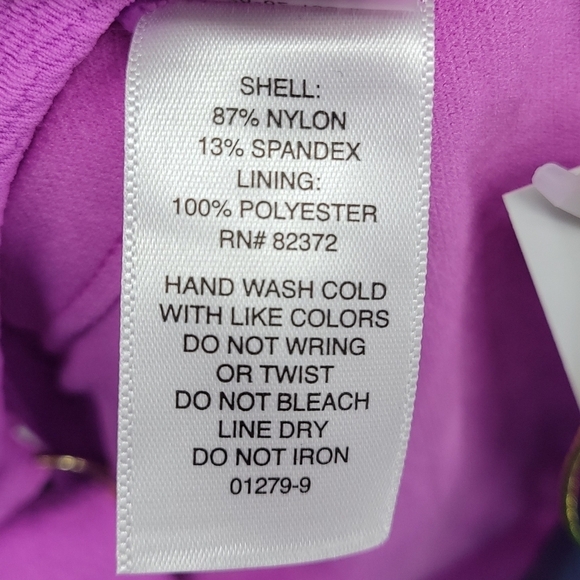 SHELL:
87% NYLON
13% SPANDEX
LINING:
100% POLYESTER
RN# 82372
HAND WASH COLD
WITH LIKE COLORS
DO NOT WRING
OR TWIST
DO NOT BLEACH
LINE DRY
DO NOT IRON
01279-9